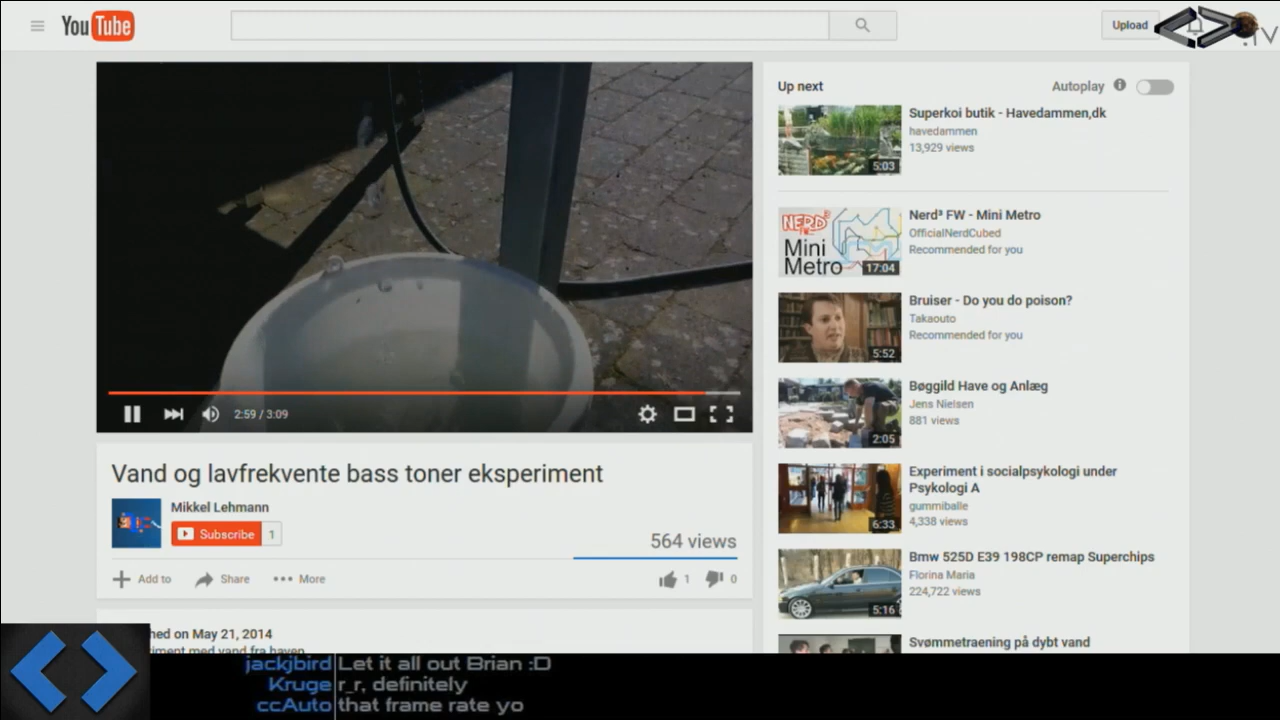 YouTube
Upload
.TV
2:59 / 3:09
Vand og lavfrekvente bass toner eksperiment
Mikkel Lehmann
Subscribe 1
564 views
Add to Share More 1 0
hed on May 21, 2014
riment med vand fra haven
Up next
Autoplay
Superkoi butik - Havedammen,dk
havedammen
13,929 views
5:03
NERD³
FW
Mini
Metro
17:04
Nerd³ FW - Mini Metro
OfficialNerdCubed
Recommended for you
Bruiser - Do you do poison?
Takaouto
Recommended for you
5:52
Bøggild Have og Anlæg
Jens Nielsen
881 views
2:05
Experiment i socialpsykologi under
Psykologi A
gummiballe
4,338 views
6:33
Bmw 525D E39 198CP remap Superchips
Florina Maria
224,722 views
5:16
Svømmetraening på dybt vand
jackjbird Let it all out Brian :D
Kruge r_r, definitely
ccAuto that frame rate yo